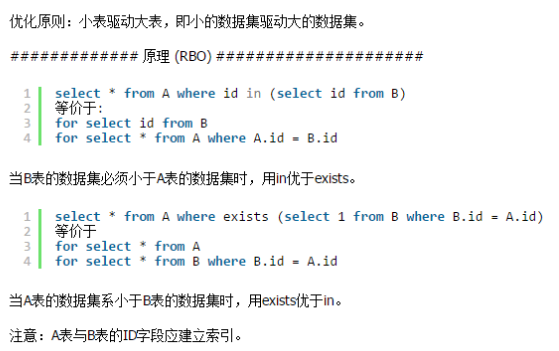 优化原则：小表驱动大表，即小的数据集驱动大的数据集。
############# 原理 (RBO) #####################
1 select * from A where id in (select id from B)
2 等价于:
3 for select id from B
4 for select * from A where A.id = B.id
当B表的数据集必须小于A表的数据集时，用in优于exists。
1 select * from A where exists (select 1 from B where B.id = A.id)
2 等价于
3 for select * from A
4 for select * from B where B.id = A.id
当A表的数据集系小于B表的数据集时，用exists优于in。
注意：A表与B表的ID字段应建立索引。